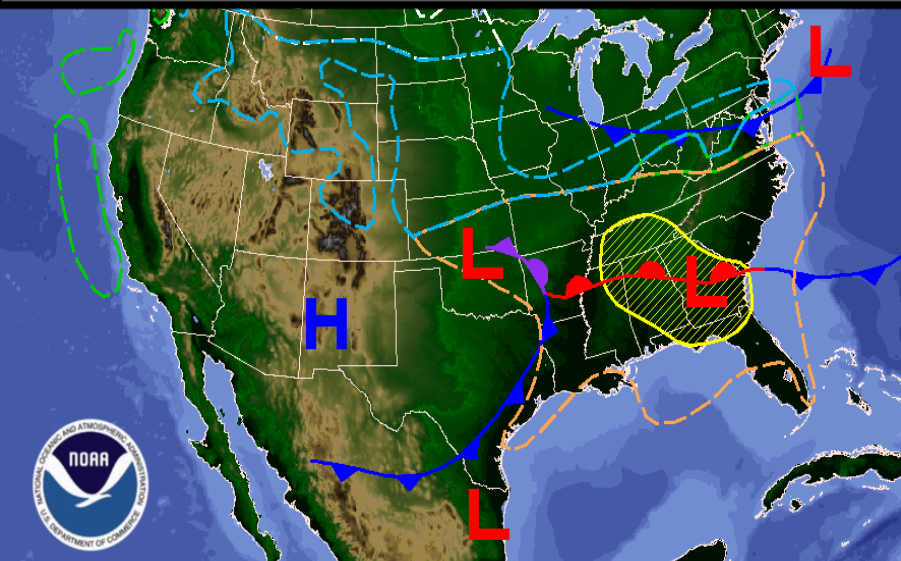 L
L
L
H
L
NOAA
NATIONAL OCEANIC AND ATMOSPHERIC ADMINISTRATION
U.S. DEPARTMENT OF COMMERCE